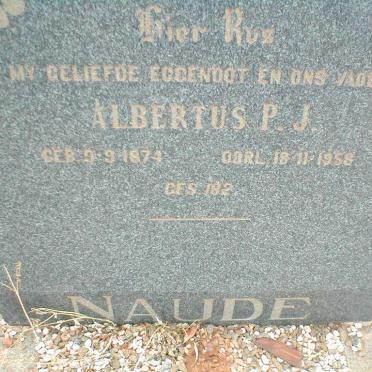 Hier Rus
MY GELIEFDE EGGENOOT EN ONS VADE
ALBERTUS P. J.
GEB. 9-9-1874 OORL. 18-11-1958
GES. 182
NAUDE